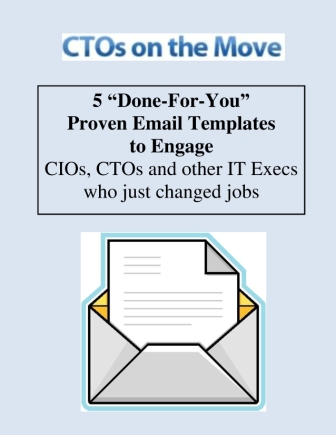 CTOs on the Move
5 “Done-For-You”
Proven Email Templates
to Engage
CIOs, CTOs and other IT Execs
who just changed jobs